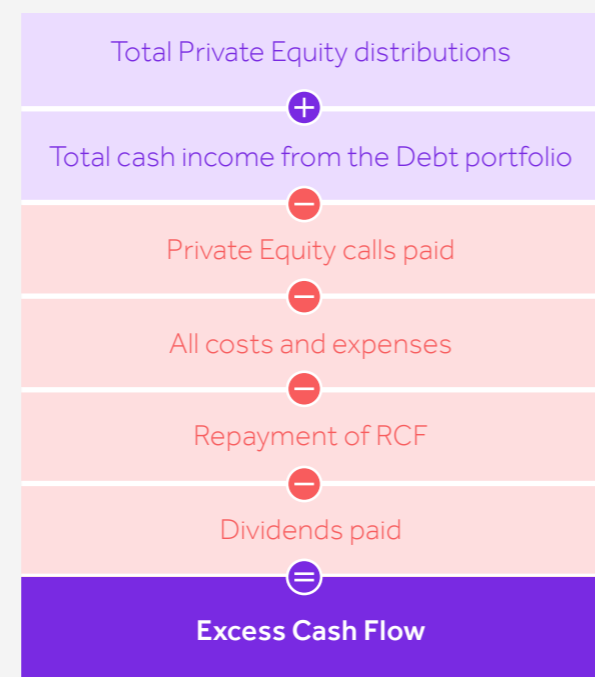 Total Private Equity distributions
+
Total cash income from the Debt portfolio
−
Private Equity calls paid
−
All costs and expenses
−
Repayment of RCF
−
Dividends paid
=
Excess Cash Flow